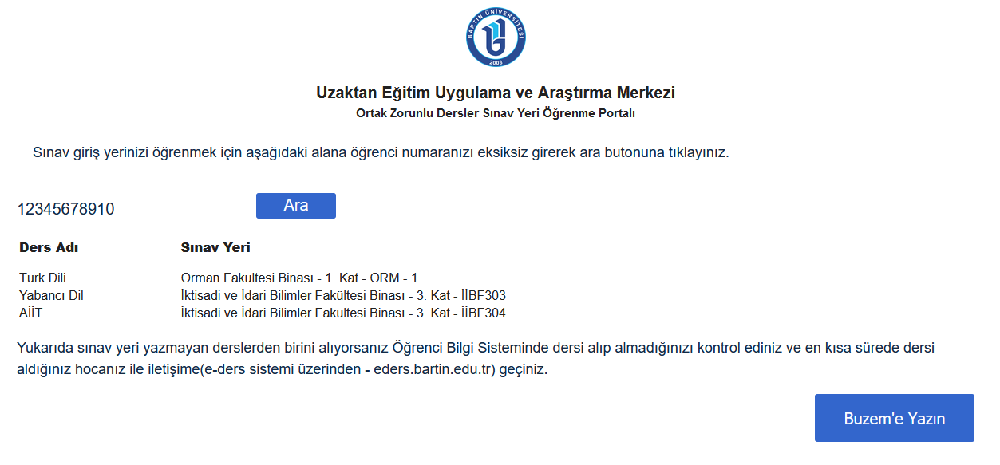 BARTIN ÜNİVERSİTESİ
2008
Uzaktan Eğitim Uygulama ve Araştırma Merkezi
Ortak Zorunlu Dersler Sınav Yeri Öğrenme Portalı
Sınav giriş yerinizi öğrenmek için aşağıdaki alana öğrenci numaranızı eksiksiz girerek ara butonuna tıklayınız.
12345678910 Ara
Ders Adı Sınav Yeri
Türk Dili Orman Fakültesi Binası - 1. Kat - ORM - 1
Yabancı Dil İktisadi ve İdari Bilimler Fakültesi Binası - 3. Kat - İİBF303
AİİT İktisadi ve İdari Bilimler Fakültesi Binası - 3. Kat - İİBF304
Yukarıda sınav yeri yazmayan derslerden birini alıyorsanız Öğrenci Bilgi Sisteminde dersi alıp almadığınızı kontrol ediniz ve en kısa sürede dersi
aldığınız hocanız ile iletişime(e-ders sistemi üzerinden - eders.bartin.edu.tr) geçiniz.
Buzem'e Yazın